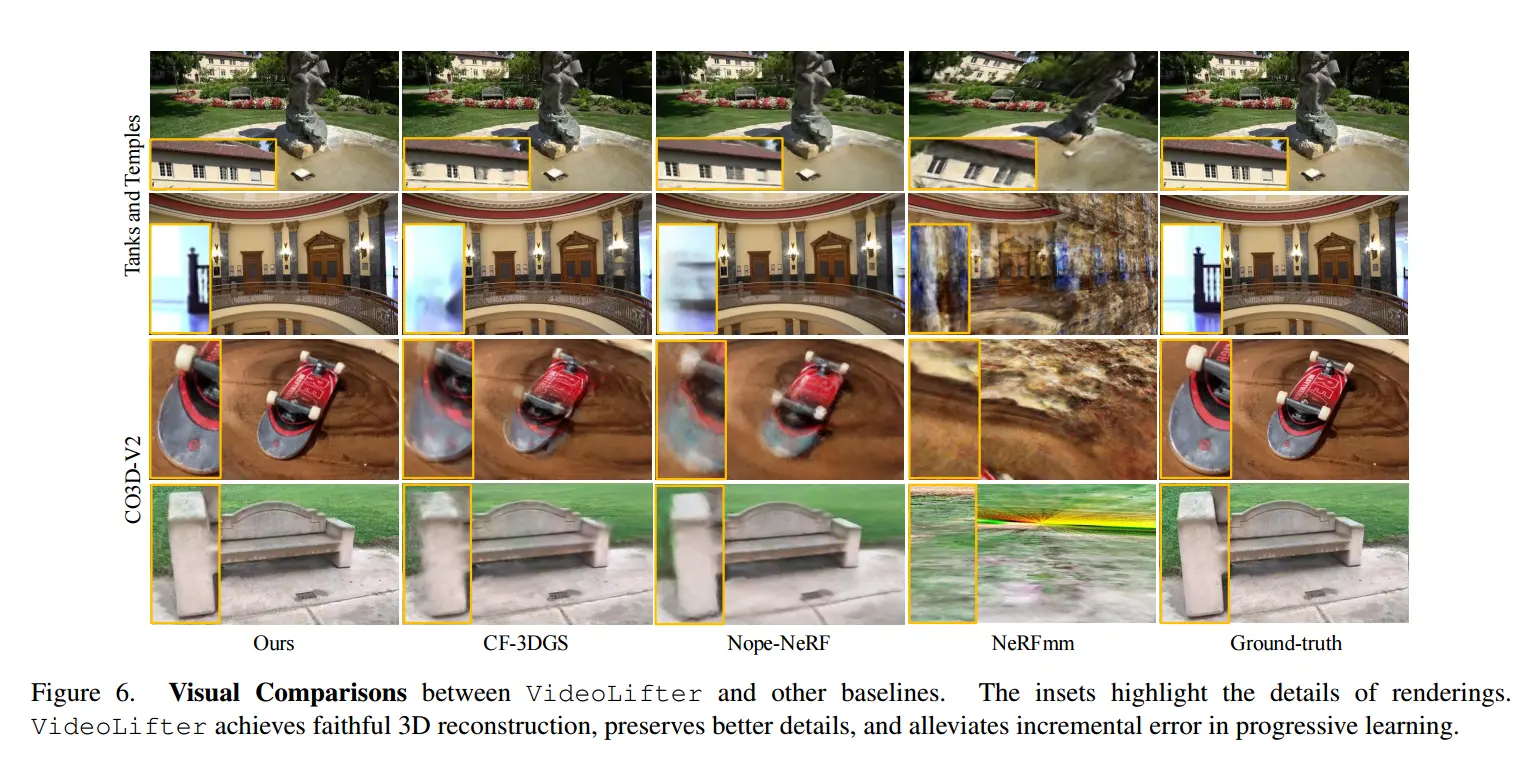 Tanks and Temples
CO3D-V2
Ours CF-3DGS Nope-NeRF NeRFmm Ground-truth
Figure 6. Visual Comparisons between VideoLifter and other baselines. The insets highlight the details of renderings.
VideoLifter achieves faithful 3D reconstruction, preserves better details, and alleviates incremental error in progressive learning.